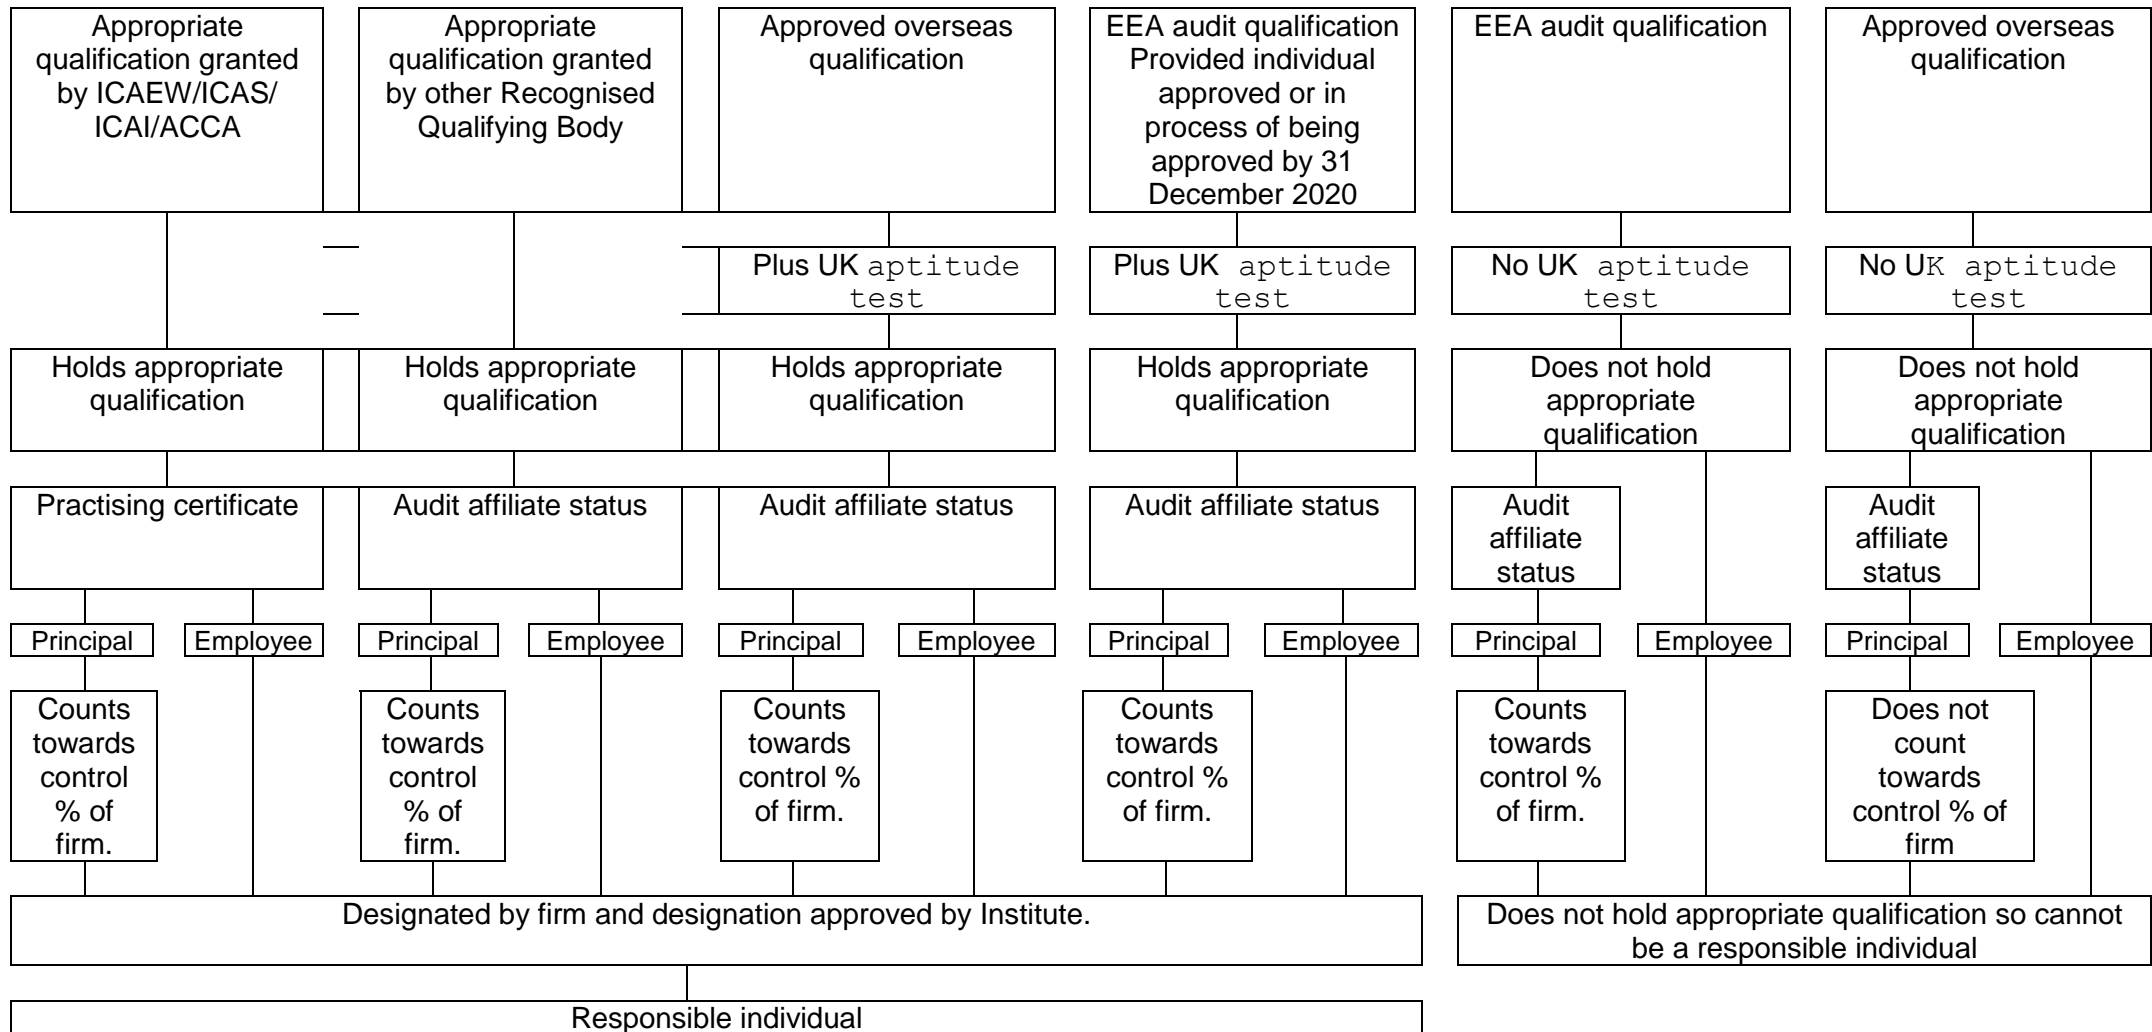 Appropriate
qualification granted
by ICAEW/ICAS/
ICAI/ACCA
Appropriate
qualification granted
by other Recognised
Qualifying Body
Approved overseas
qualification
EEA audit qualification
Provided individual
approved or in
process of being
approved by 31
December 2020
EEA audit qualification
Approved overseas
qualification
Plus UK aptitude
test
Plus UK aptitude
test
No UK aptitude
test
No UK aptitude
test
Holds appropriate
qualification
Holds appropriate
qualification
Holds appropriate
qualification
Holds appropriate
qualification
Does not hold
appropriate
qualification
Does not hold
appropriate
qualification
Practising certificate
Audit affiliate status
Audit affiliate status
Audit affiliate status
Audit
affiliate
status
Audit
affiliate
status
Principal
Employee
Principal
Employee
Principal
Employee
Principal
Employee
Principal
Employee
Principal
Employee
Counts
towards
control
% of
firm.
Counts
towards
control
% of
firm.
Counts
towards
control %
of firm.
Counts
towards
control %
of firm.
Counts
towards
control %
of firm.
Does not
count
towards
control % of
firm
Designated by firm and designation approved by Institute.
Does not hold appropriate qualification so cannot
be a responsible individual
Responsible individual